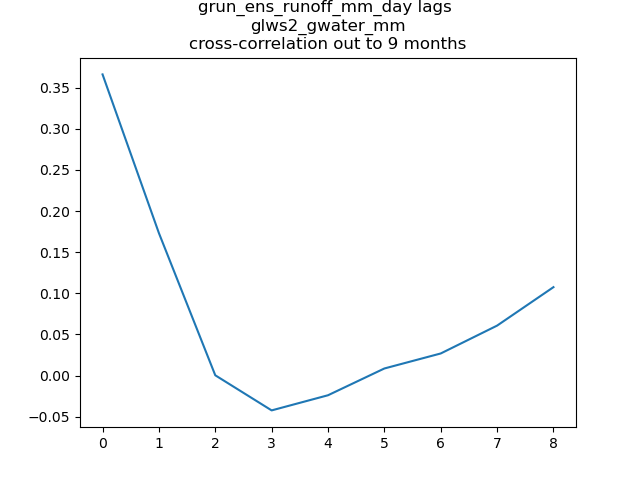 grun_ens_runoff_mm_day lags
glws2_gwater_mm
cross-correlation out to 9 months
0.35
0.30
0.25
0.20
0.15
0.10
0.05
0.00
−0.05
0 1 2 3 4 5 6 7 8